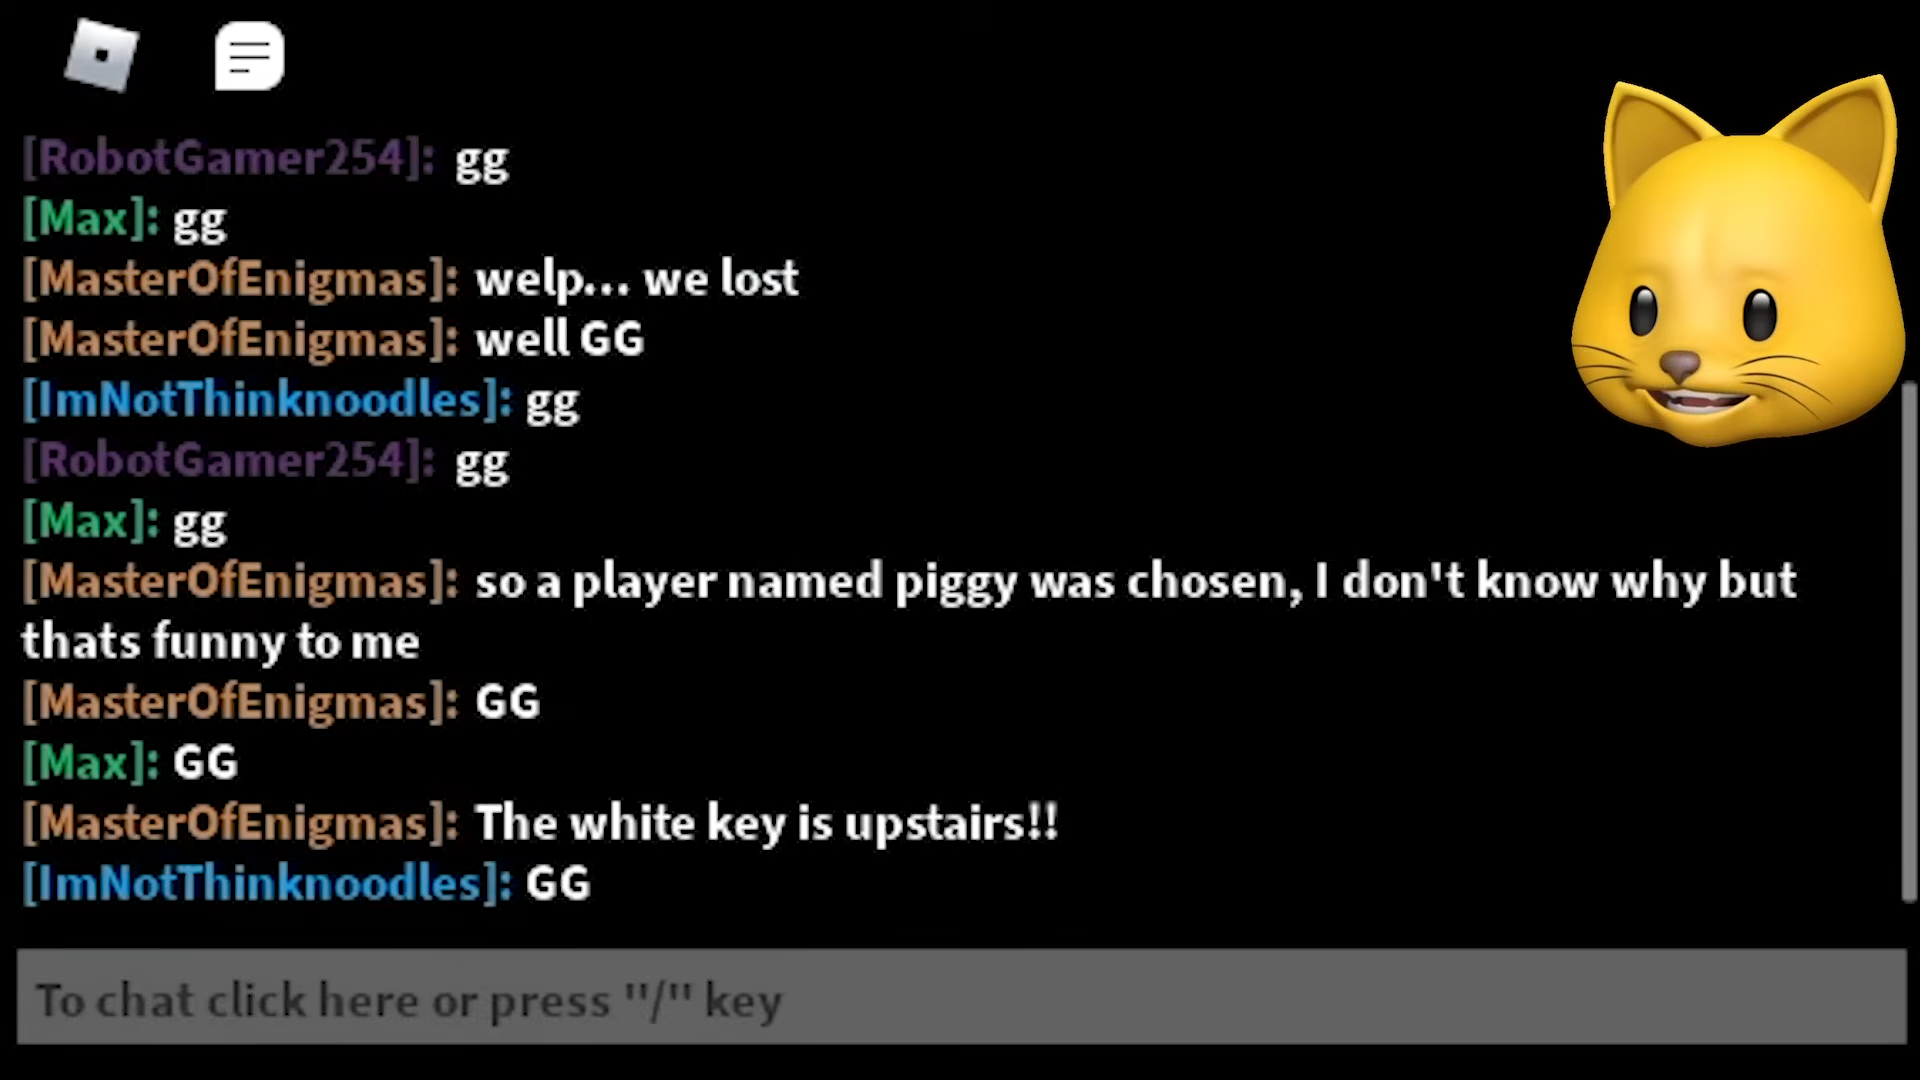 [RobotGamer254]: gg
[Max]: gg
[MasterOfEnigmas]: welp... we lost
[MasterOfEnigmas]: well GG
[ImNotThinknoodles]: gg
[RobotGamer254]: gg
[Max]: gg
[MasterOfEnigmas]: so a player named piggy was chosen, I don't know why but
thats funny to me
[MasterOfEnigmas]: GG
[Max]: GG
[MasterOfEnigmas]: The white key is upstairs!!
[ImNotThinknoodles]: GG
To chat click here or press "/" key